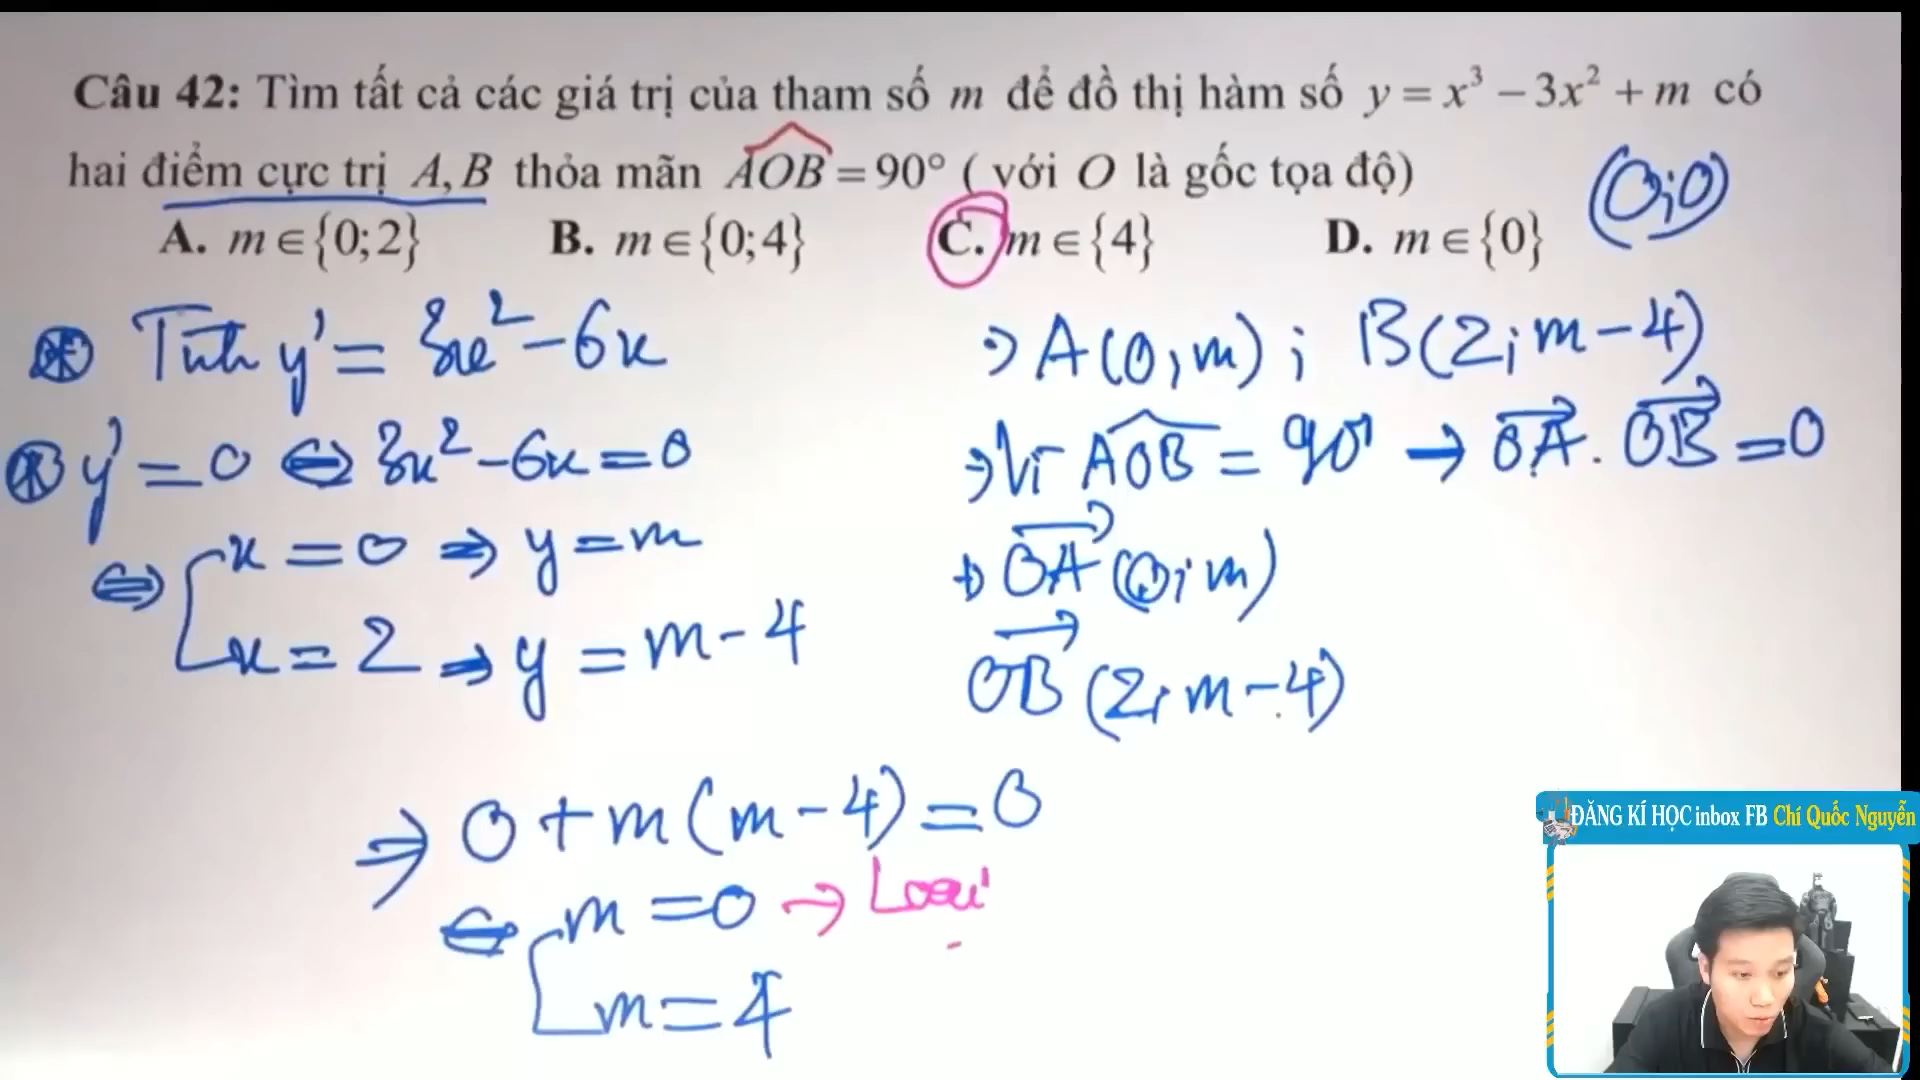 Câu 42: Tìm tất cả các giá trị của tham số m để đồ thị hàm số y = x³ − 3x² + m có
hai điểm cực trị A, B thỏa mãn AOB = 90° ( với O là gốc tọa độ)
(0;0)
A. m ∈ {0;2} B. m ∈ {0;4} C. m ∈ {4} D. m ∈ {0}
Tính y' = 3x² − 6x
y' = 0 ⇔ 3x² − 6x = 0
⇔ [ x = 0 ⇒ y = m
x = 2 ⇒ y = m − 4
A(0;m) ; B(2;m−4)
Vì AOB = 90° → OA . OB = 0
OA (0;m)
OB (2; m−4)
⇒ 0 + m(m − 4) = 0
⇔ [ m = 0 → Loại
m = 4
ĐĂNG KÍ HỌC inbox FB Chí Quốc Nguyễn